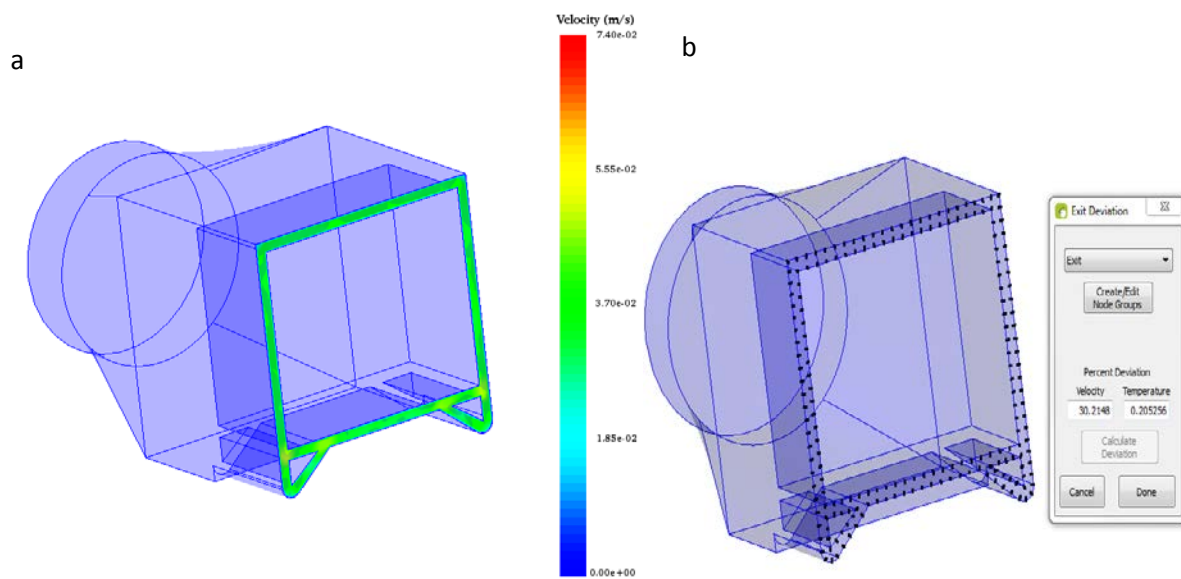 a
Velocity (m/s)
7.40e-02
5.55e-02
3.70e-02
1.85e-02
0.00e+00
b
Exit Deviation
Exit
Create/Edit
Node Groups
Percent Deviation
Velocity Temperature
30.2148 0.205256
Calculate
Deviation
Cancel Done